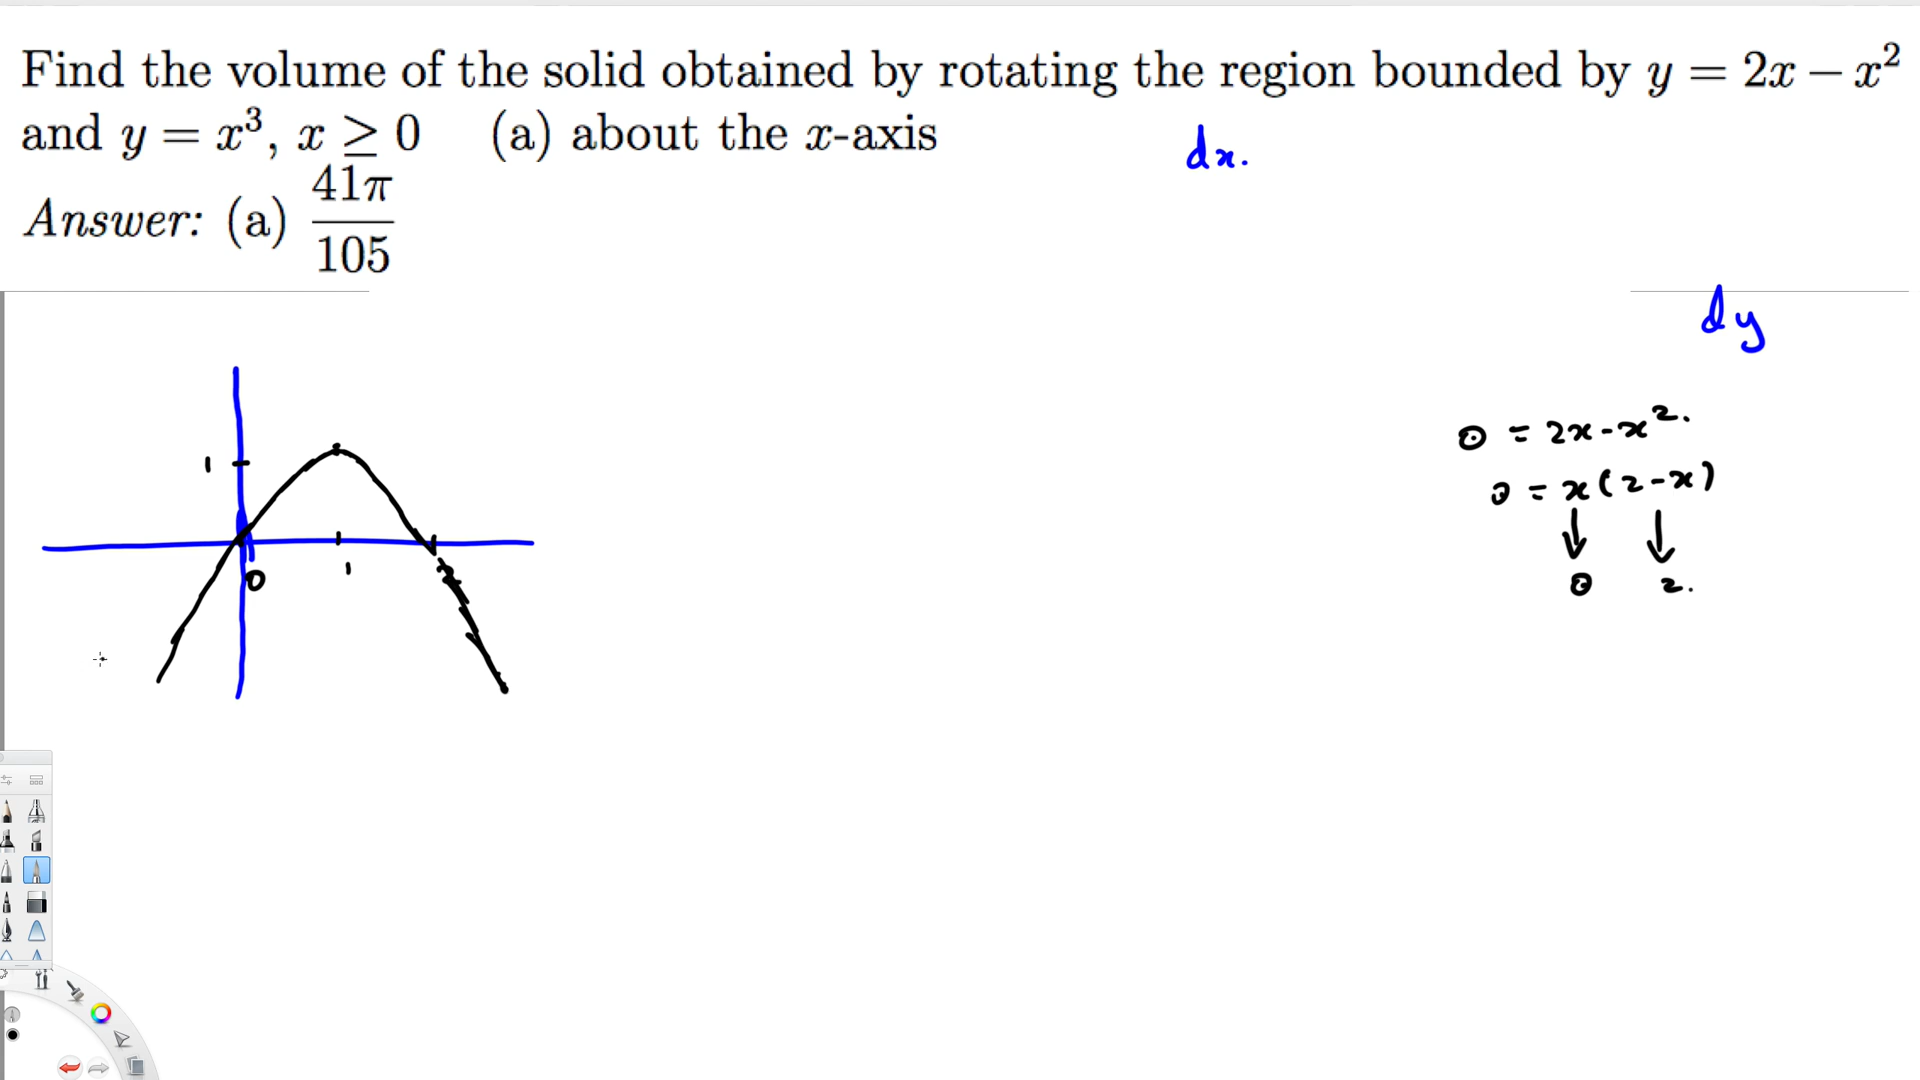 Find the volume of the solid obtained by rotating the region bounded by y = 2x − x²
and y = x³, x ≥ 0 (a) about the x-axis
dx.
Answer: (a) 41π/105
dy
0 = 2x-x².
0 = x(2-x)
↓ ↓
0 2.
1
0 1 2